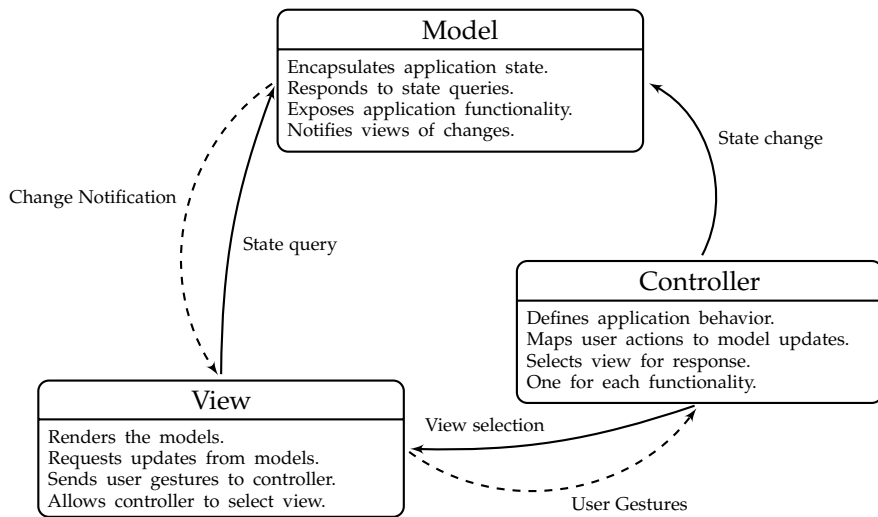 Model
Encapsulates application state.
Responds to state queries.
Exposes application functionality.
Notifies views of changes.
State change
Change Notification
State query
Controller
Defines application behavior.
Maps user actions to model updates.
Selects view for response.
One for each functionality.
View
Renders the models.
Requests updates from models.
Sends user gestures to controller.
Allows controller to select view.
View selection
User Gestures